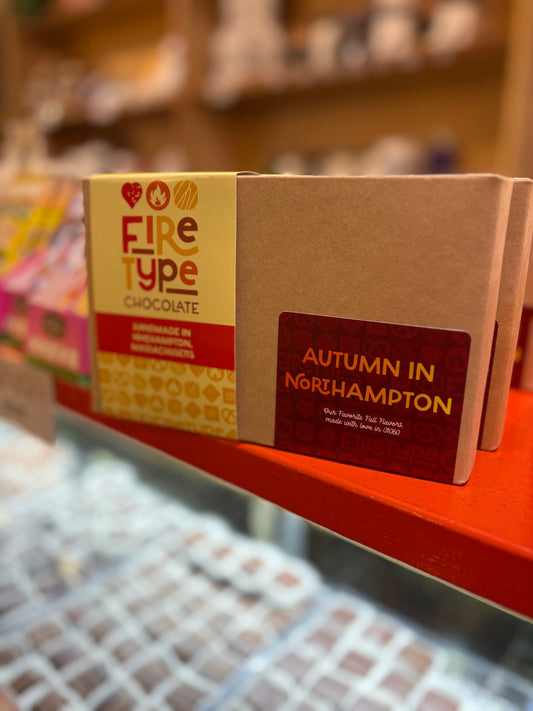 FIRe
Type
CHOCOLATE
HANDMADE IN
NORTHAMPTON,
MASSACHUSETTS
AUTUMN IN
NORTHAMPTON
Our Favorite Fall Flavors,
made with love in 01060